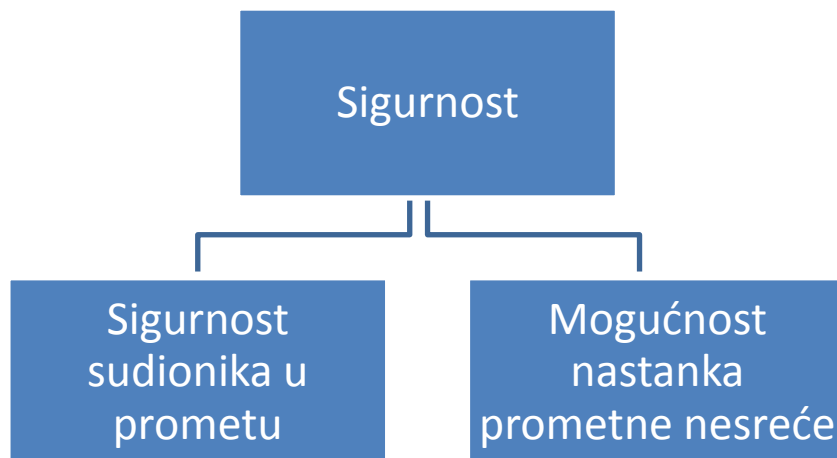 Sigurnost
Sigurnost
sudionika u
prometu
Mogućnost
nastanka
prometne nesreće